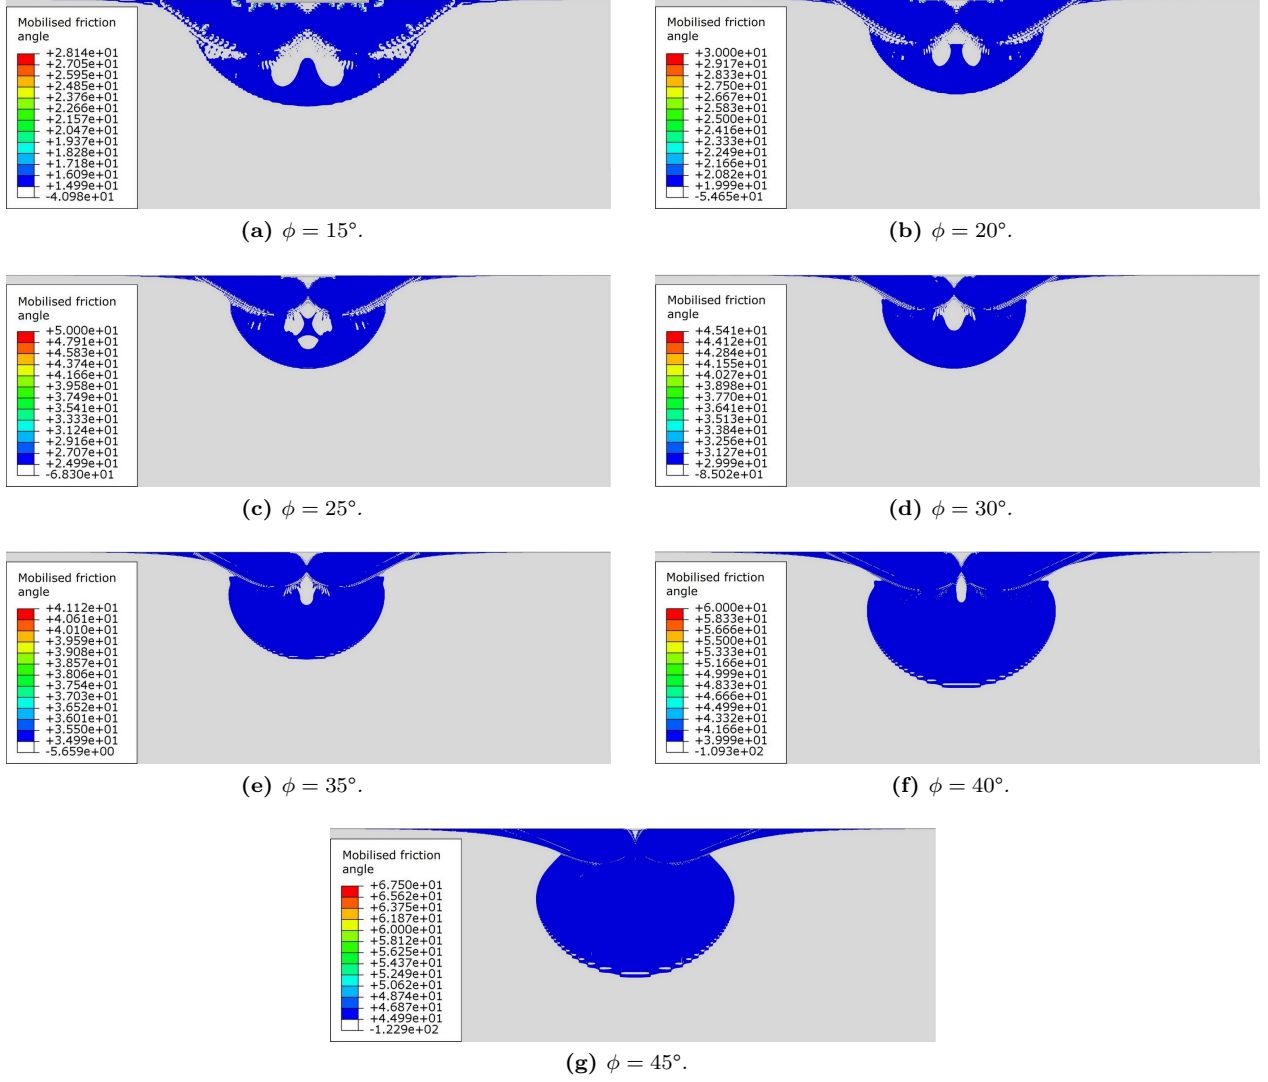 Mobilised friction
angle
+2.814e+01
+2.705e+01
+2.595e+01
+2.485e+01
+2.376e+01
+2.266e+01
+2.157e+01
+2.047e+01
+1.937e+01
+1.828e+01
+1.718e+01
+1.609e+01
+1.499e+01
-4.098e+01
(a) ϕ = 15°.
Mobilised friction
angle
+3.000e+01
+2.917e+01
+2.833e+01
+2.750e+01
+2.667e+01
+2.583e+01
+2.500e+01
+2.416e+01
+2.333e+01
+2.249e+01
+2.166e+01
+2.082e+01
+1.999e+01
-5.465e+01
(b) ϕ = 20°.
Mobilised friction
angle
+5.000e+01
+4.791e+01
+4.583e+01
+4.374e+01
+4.166e+01
+3.958e+01
+3.749e+01
+3.541e+01
+3.333e+01
+3.124e+01
+2.916e+01
+2.707e+01
+2.499e+01
-6.830e+01
(c) ϕ = 25°.
Mobilised friction
angle
+4.541e+01
+4.412e+01
+4.284e+01
+4.155e+01
+4.027e+01
+3.898e+01
+3.770e+01
+3.641e+01
+3.513e+01
+3.384e+01
+3.256e+01
+3.127e+01
+2.999e+01
-8.502e+01
(d) ϕ = 30°.
Mobilised friction
angle
+4.112e+01
+4.061e+01
+4.010e+01
+3.959e+01
+3.908e+01
+3.857e+01
+3.806e+01
+3.754e+01
+3.703e+01
+3.652e+01
+3.601e+01
+3.550e+01
+3.499e+01
-5.659e+00
(e) ϕ = 35°.
Mobilised friction
angle
+6.000e+01
+5.833e+01
+5.666e+01
+5.500e+01
+5.333e+01
+5.166e+01
+4.999e+01
+4.833e+01
+4.666e+01
+4.499e+01
+4.332e+01
+4.166e+01
+3.999e+01
-1.093e+02
(f) ϕ = 40°.
Mobilised friction
angle
+6.750e+01
+6.562e+01
+6.375e+01
+6.187e+01
+6.000e+01
+5.812e+01
+5.625e+01
+5.437e+01
+5.249e+01
+5.062e+01
+4.874e+01
+4.687e+01
+4.499e+01
-1.229e+02
(g) ϕ = 45°.